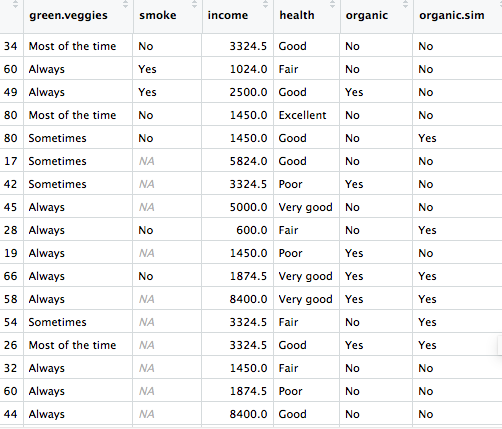 green.veggies smoke income health organic organic.sim
34 Most of the time No 3324.5 Good No No
60 Always Yes 1024.0 Fair No No
49 Always Yes 2500.0 Good Yes No
80 Most of the time No 1450.0 Excellent No No
80 Sometimes No 1450.0 Good No Yes
17 Sometimes NA 5824.0 Good No No
42 Sometimes NA 3324.5 Poor Yes No
45 Always NA 5000.0 Very good No No
28 Always No 600.0 Fair No Yes
19 Always NA 1450.0 Poor Yes No
66 Always No 1874.5 Very good Yes Yes
58 Always NA 8400.0 Very good Yes Yes
54 Sometimes NA 3324.5 Fair No Yes
26 Most of the time NA 3324.5 Good Yes Yes
32 Always NA 1450.0 Fair No No
60 Always NA 1874.5 Poor No No
44 Always NA 8400.0 Good No No